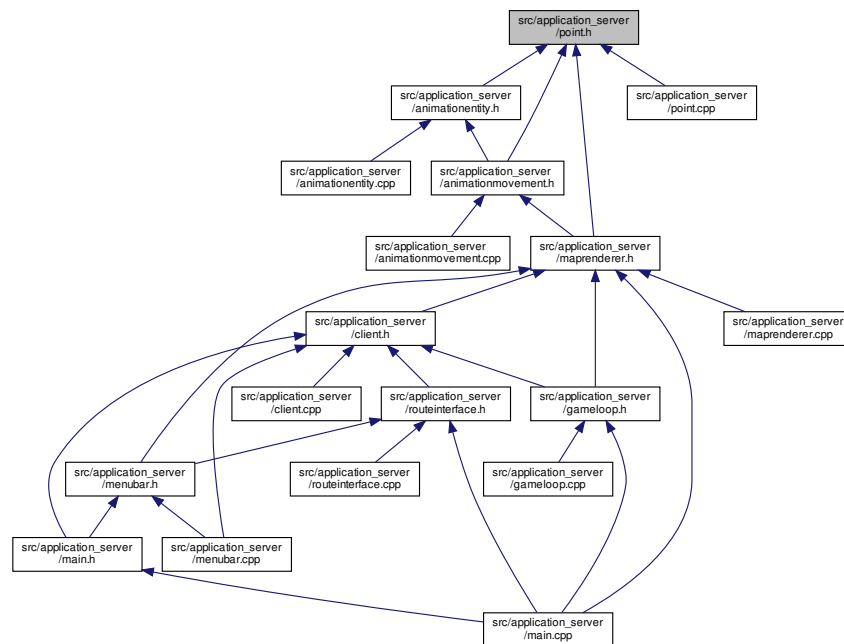 src/application_server
/point.h
src/application_server
/animationentity.h
src/application_server
/point.cpp
src/application_server
/animationentity.cpp
src/application_server
/animationmovement.h
src/application_server
/animationmovement.cpp
src/application_server
/maprenderer.h
src/application_server
/client.h
src/application_server
/maprenderer.cpp
src/application_server
/client.cpp
src/application_server
/routeinterface.h
src/application_server
/gameloop.h
src/application_server
/menubar.h
src/application_server
/routeinterface.cpp
src/application_server
/gameloop.cpp
src/application_server
/main.h
src/application_server
/menubar.cpp
src/application_server
/main.cpp